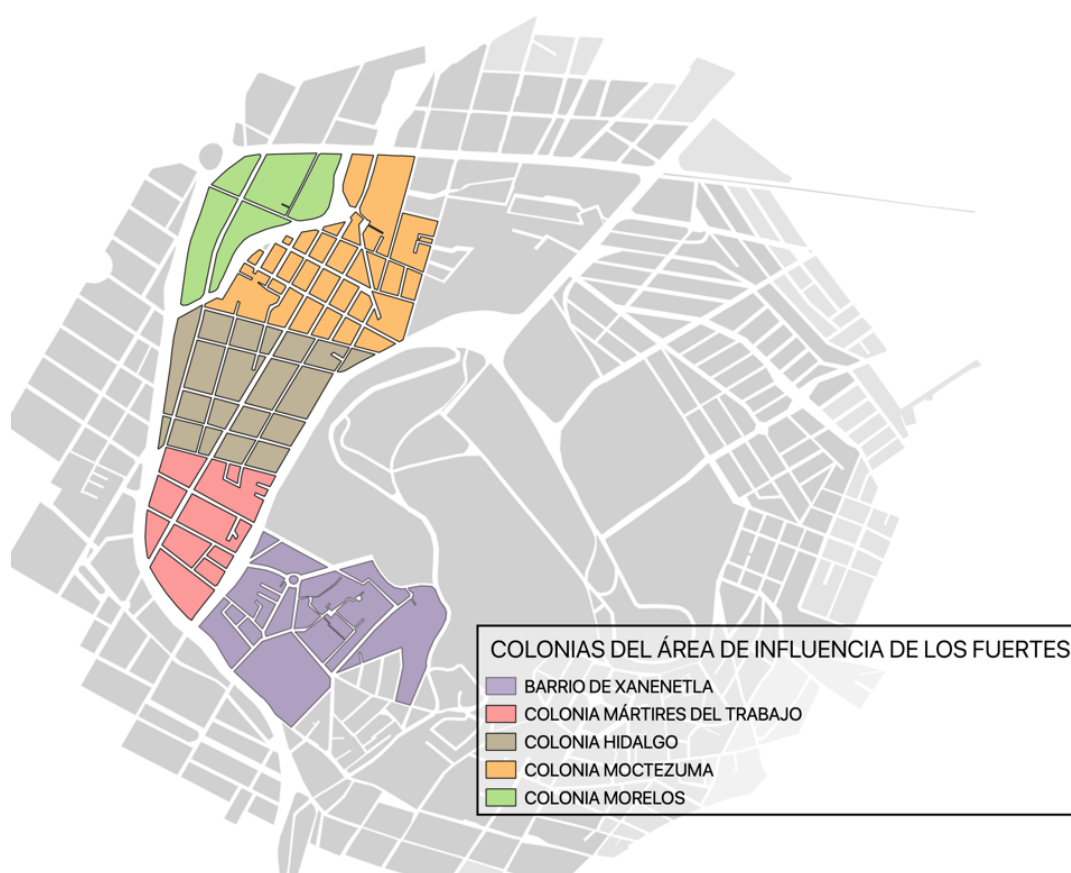 COLONIAS DEL ÁREA DE INFLUENCIA DE LOS FUERTES
BARRIO DE XANENETLA
COLONIA MÁRTIRES DEL TRABAJO
COLONIA HIDALGO
COLONIA MOCTEZUMA
COLONIA MORELOS